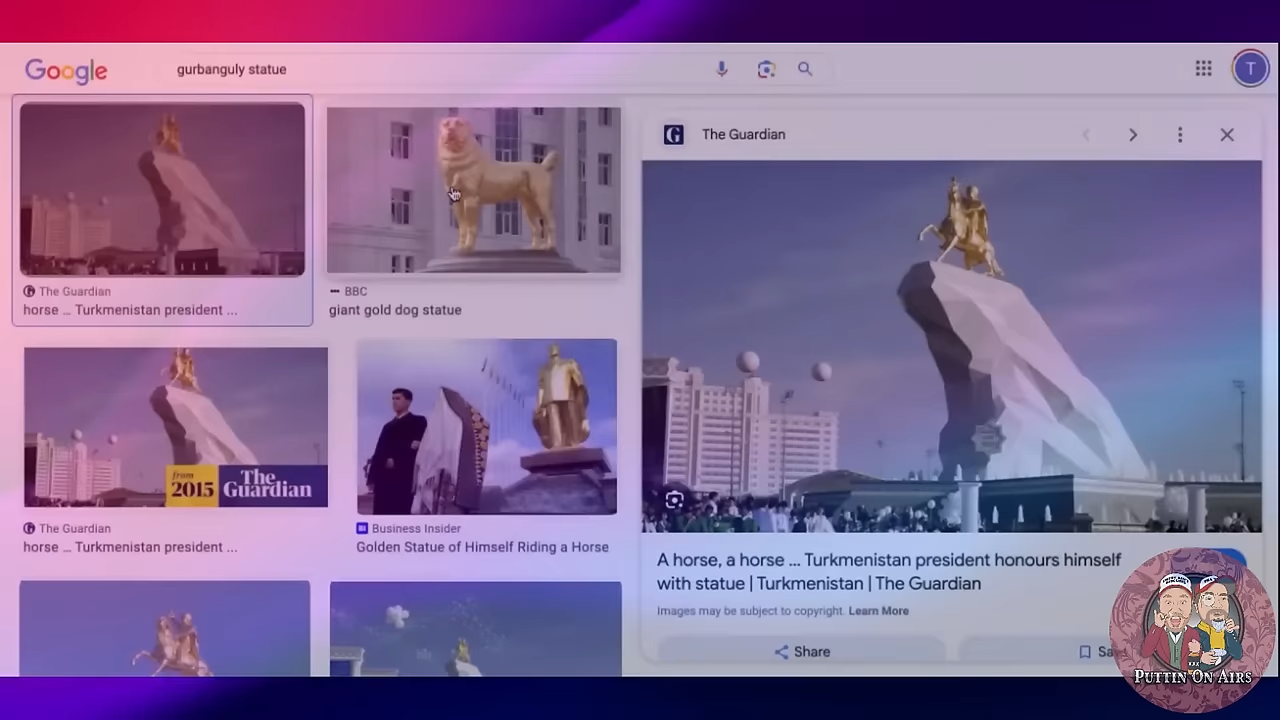 Google
gurbanguly statue
T
The Guardian
horse ... Turkmenistan president ...
BBC
giant gold dog statue
from
2015
The
Guardian
The Guardian
horse ... Turkmenistan president ...
Business Insider
Golden Statue of Himself Riding a Horse
G
The Guardian
A horse, a horse ... Turkmenistan president honours himself
with statue | Turkmenistan | The Guardian
Images may be subject to copyright. Learn More
Share
PUTTIN' ON AIRS